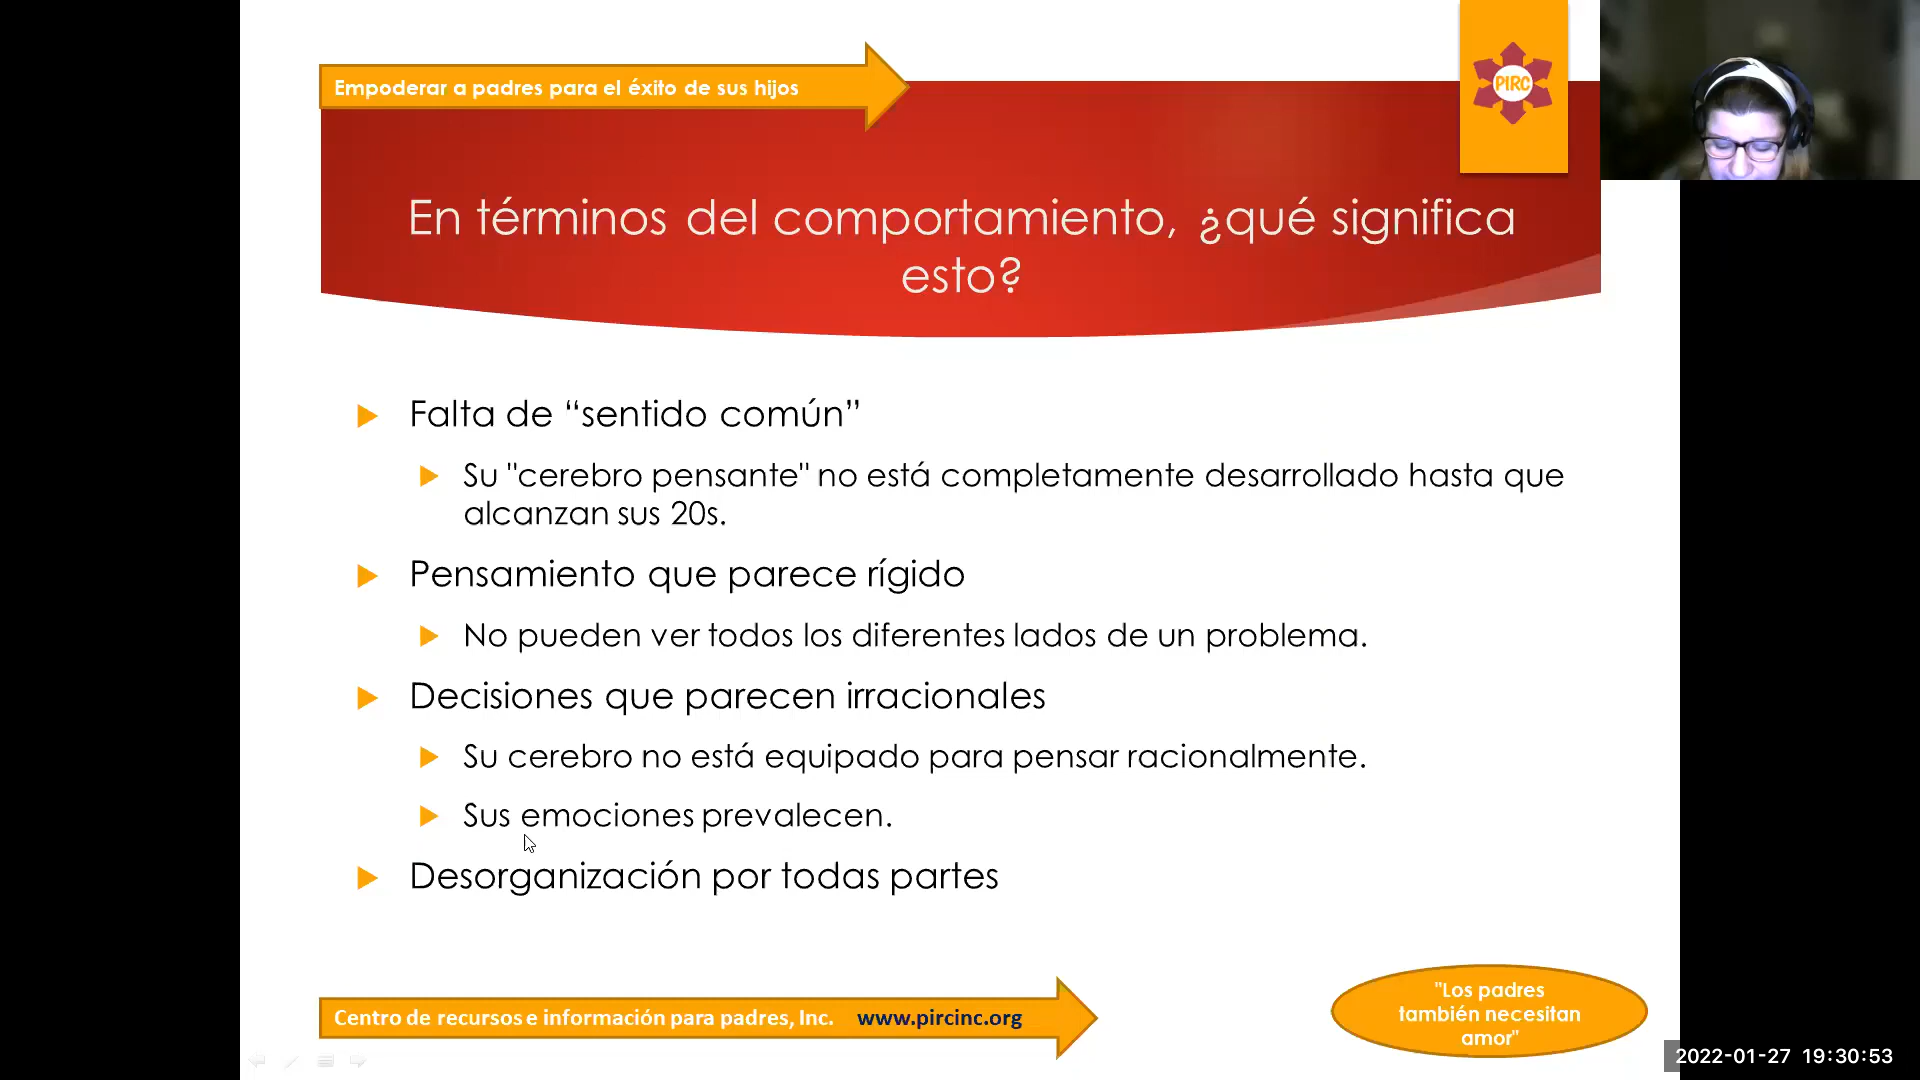 Empoderar a padres para el éxito de sus hijos
PIRC
En términos del comportamiento, ¿qué significa
esto?
Falta de “sentido común”
Su "cerebro pensante" no está completamente desarrollado hasta que
alcanzan sus 20s.
Pensamiento que parece rígido
No pueden ver todos los diferentes lados de un problema.
Decisiones que parecen irracionales
Su cerebro no está equipado para pensar racionalmente.
Sus emociones prevalecen.
Desorganización por todas partes
Centro de recursos e información para padres, Inc. www.pircinc.org
"Los padres
también necesitan
amor"
2022-01-27 19:30:53